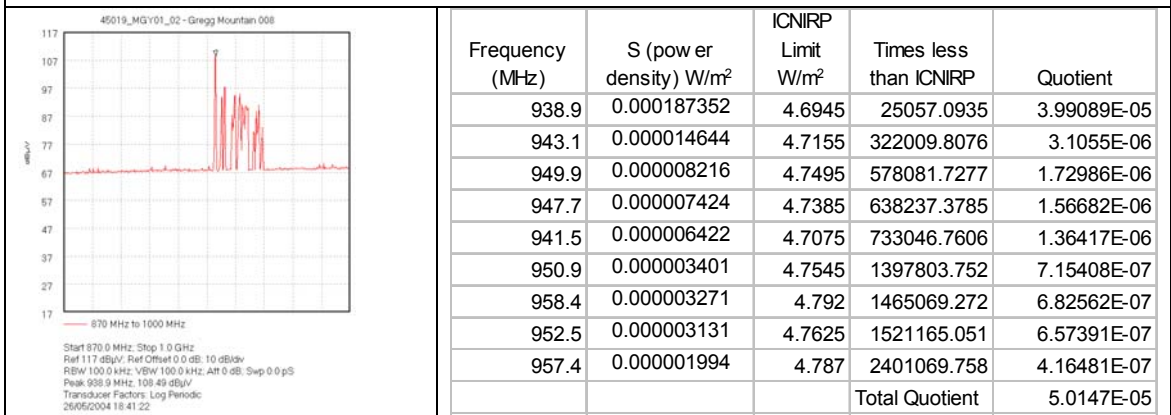 45019_MGY01_02 - Gregg Mountain 008
117
107
97
87
77
67
57
47
37
27
17
dBµV
870 MHz to 1000 MHz
Start 870.0 MHz; Stop 1.0 GHz
Ref 117 dBµV; Ref Offset 0.0 dB; 10 dB/div
RBW 100.0 kHz; VBW 100.0 kHz; Att 0 dB; Swp 0.0 pS
Peak 938.9 MHz, 108.49 dBµV
Transducer Factors: Log Periodic
26/05/2004 18:41:22
Frequency (MHz) S (pow er density) W/m² ICNIRP Limit W/m² Times less than ICNIRP Quotient
938.9 0.000187352 4.6945 25057.0935 3.99089E-05
943.1 0.000014644 4.7155 322009.8076 3.1055E-06
949.9 0.000008216 4.7495 578081.7277 1.72986E-06
947.7 0.000007424 4.7385 638237.3785 1.56682E-06
941.5 0.000006422 4.7075 733046.7606 1.36417E-06
950.9 0.000003401 4.7545 1397803.752 7.15408E-07
958.4 0.000003271 4.792 1465069.272 6.82562E-07
952.5 0.000003131 4.7625 1521165.051 6.57391E-07
957.4 0.000001994 4.787 2401069.758 4.16481E-07
Total Quotient 5.0147E-05